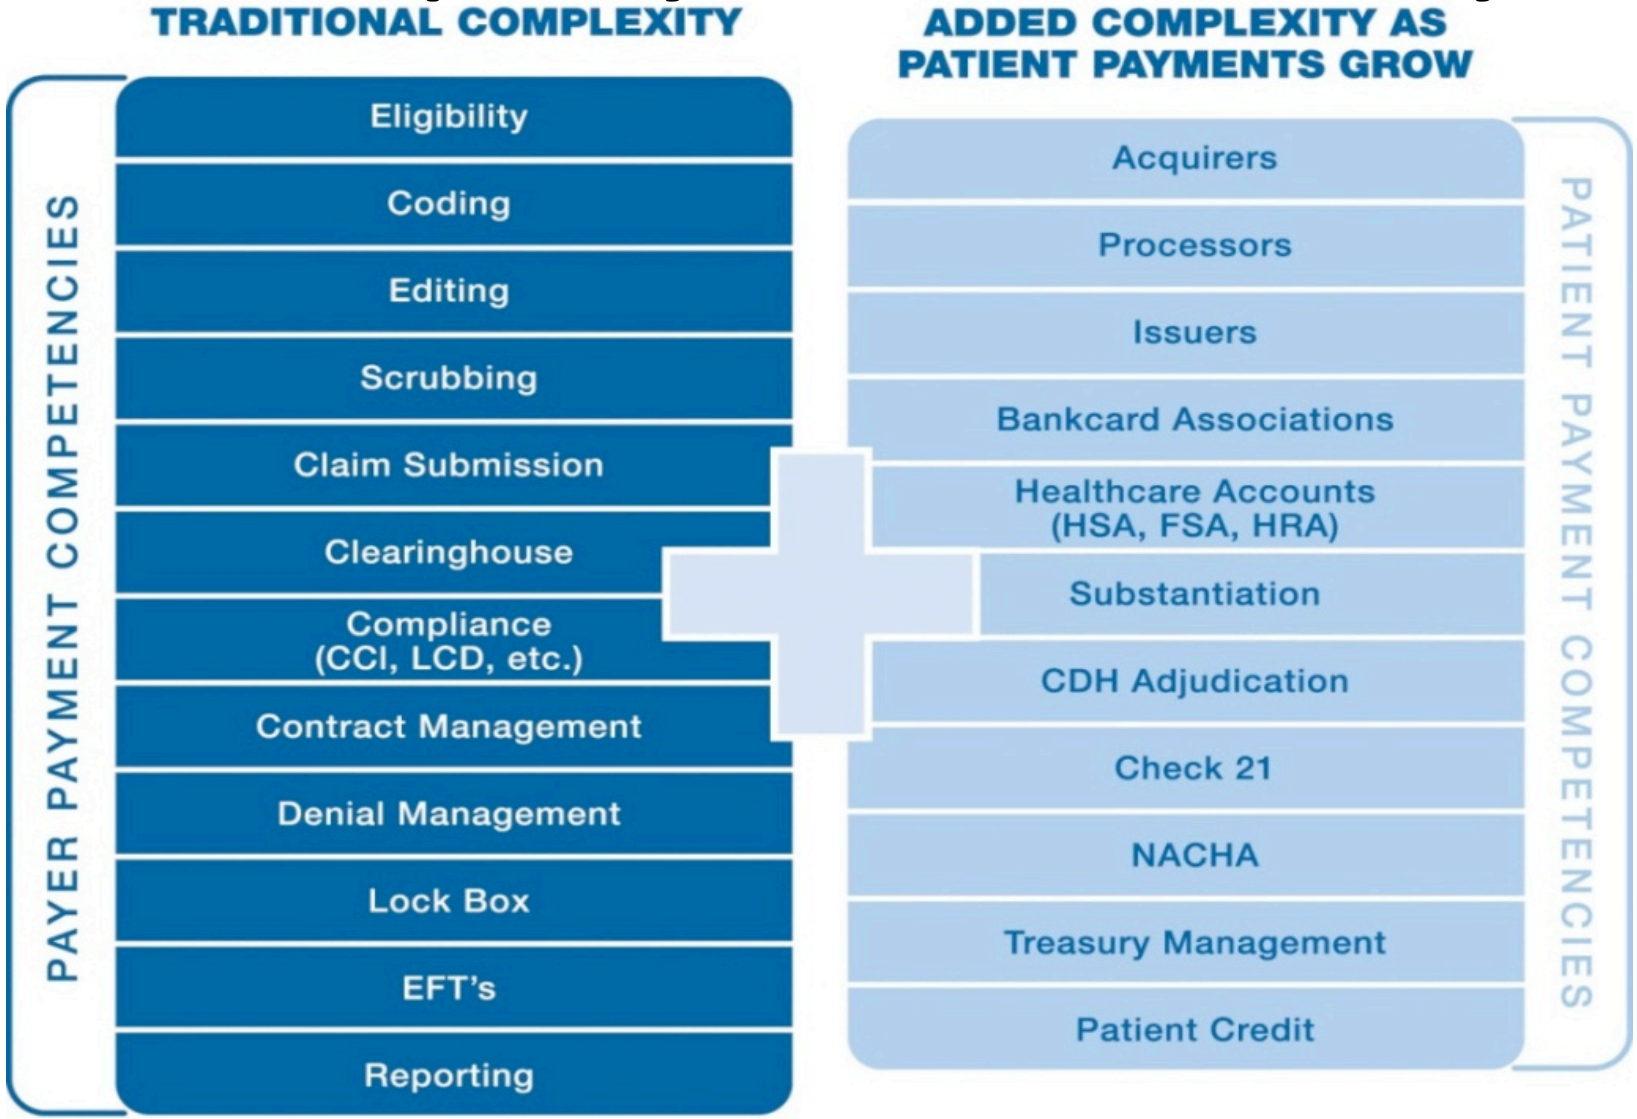 TRADITIONAL COMPLEXITY
PAYER PAYMENT COMPETENCIES
Eligibility
Coding
Editing
Scrubbing
Claim Submission
Clearinghouse
Compliance
(CCI, LCD, etc.)
Contract Management
Denial Management
Lock Box
EFT's
Reporting
ADDED COMPLEXITY AS
PATIENT PAYMENTS GROW
Acquirers
Processors
Issuers
Bankcard Associations
Healthcare Accounts
(HSA, FSA, HRA)
Substantiation
CDH Adjudication
Check 21
NACHA
Treasury Management
Patient Credit
PATIENT PAYMENT COMPETENCIES